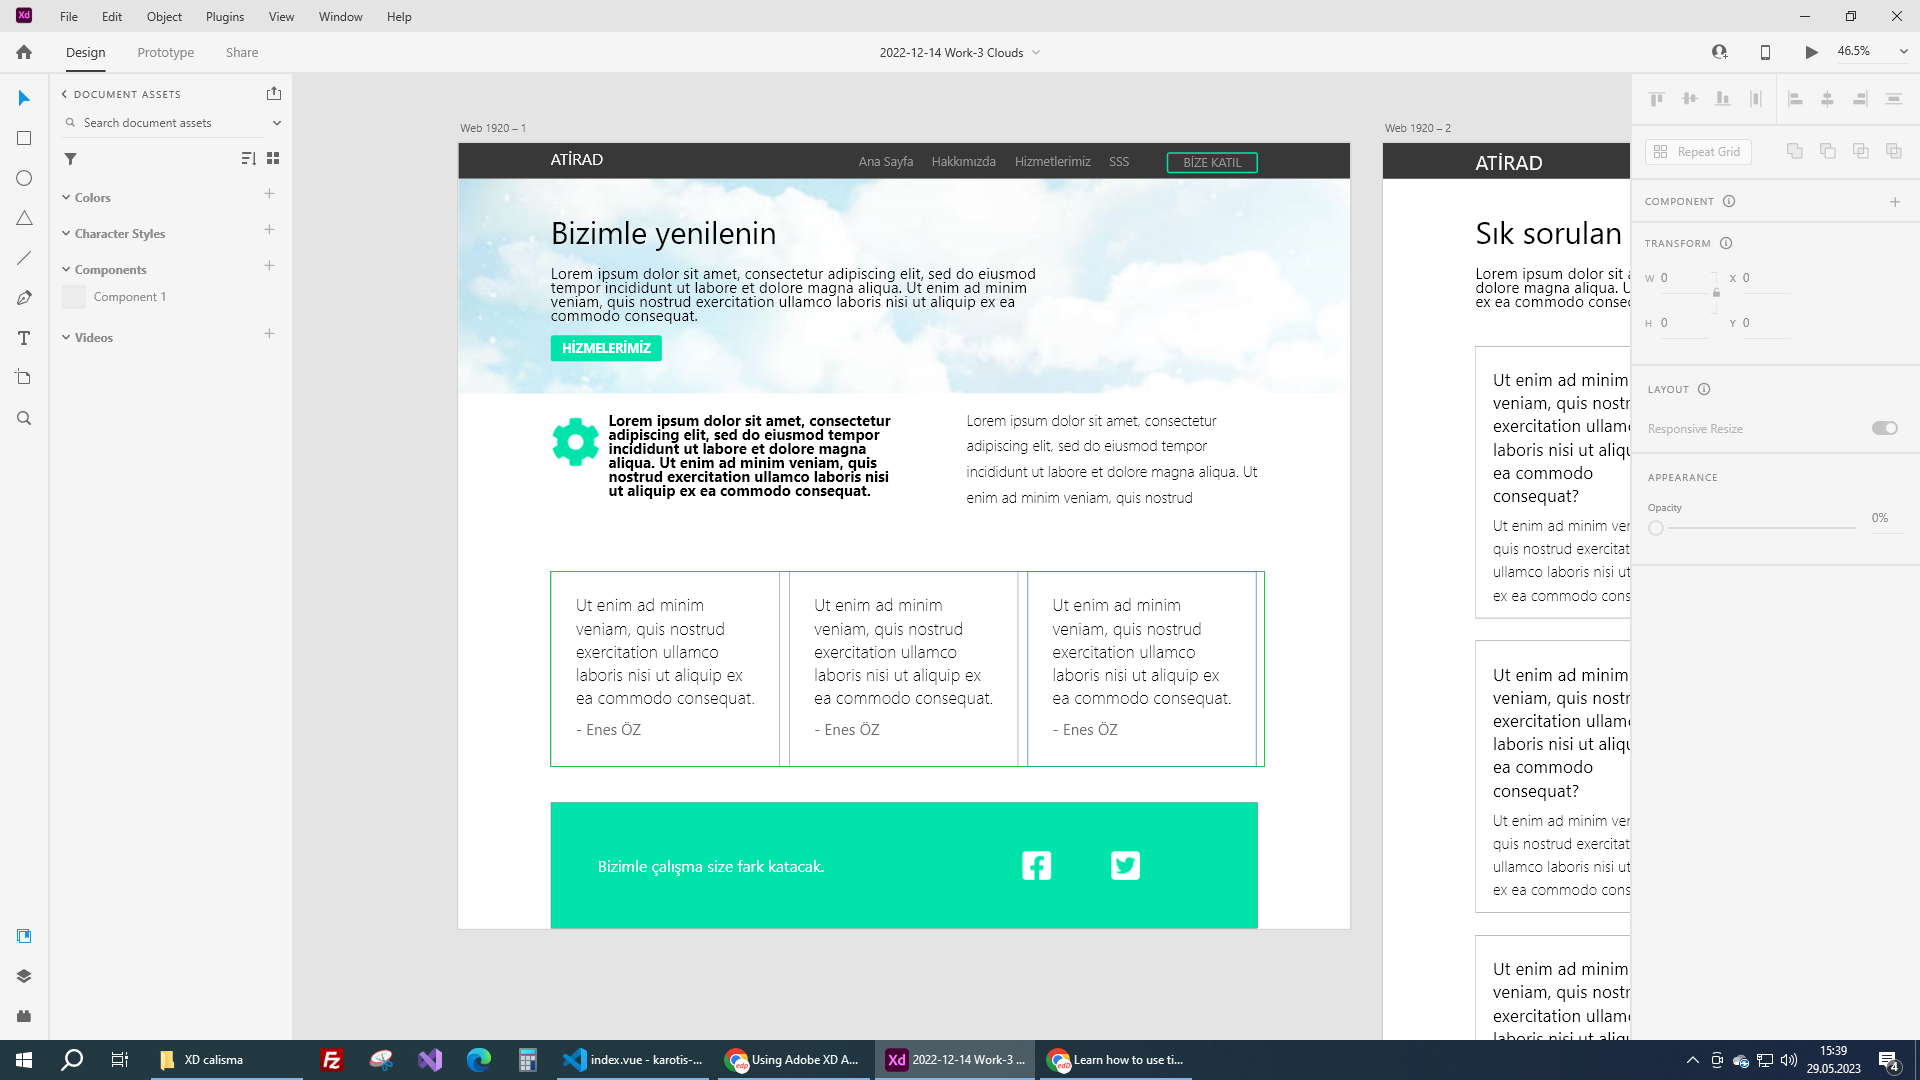 File Edit Object Plugins View Window Help
Design Prototype Share
2022-12-14 Work-3 Clouds
46.5%
DOCUMENT ASSETS
Search document assets
Colors
Character Styles
Components
Component 1
Videos
Web 1920 – 1
ATİRAD
Ana Sayfa Hakkımızda Hizmetlerimiz SSS BİZE KATIL
Bizimle yenilenin
Lorem ipsum dolor sit amet, consectetur adipiscing elit, sed do eiusmod
tempor incididunt ut labore et dolore magna aliqua. Ut enim ad minim
veniam, quis nostrud exercitation ullamco laboris nisi ut aliquip ex ea
commodo consequat.
HİZMELERİMİZ
Lorem ipsum dolor sit amet, consectetur
adipiscing elit, sed do eiusmod tempor
incididunt ut labore et dolore magna
aliqua. Ut enim ad minim veniam, quis
nostrud exercitation ullamco laboris nisi
ut aliquip ex ea commodo consequat.
Lorem ipsum dolor sit amet, consectetur
adipiscing elit, sed do eiusmod tempor
incididunt ut labore et dolore magna aliqua. Ut
enim ad minim veniam, quis nostrud
Ut enim ad minim
veniam, quis nostrud
exercitation ullamco
laboris nisi ut aliquip ex
ea commodo consequat.
- Enes ÖZ
Ut enim ad minim
veniam, quis nostrud
exercitation ullamco
laboris nisi ut aliquip ex
ea commodo consequat.
- Enes ÖZ
Ut enim ad minim
veniam, quis nostrud
exercitation ullamco
laboris nisi ut aliquip ex
ea commodo consequat.
- Enes ÖZ
Bizimle çalışma size fark katacak.
Web 1920 – 2
ATİRAD
Sık sorulan
Lorem ipsum dolor sit a
dolore magna aliqua. U
ex ea commodo conseq
Ut enim ad minim
veniam, quis nostr
exercitation ullam
laboris nisi ut aliqu
ea commodo
consequat?
Ut enim ad minim ver
quis nostrud exercitat
ullamco laboris nisi ut
ex ea commodo cons
Ut enim ad minim
veniam, quis nostr
exercitation ullam
laboris nisi ut aliqu
ea commodo
consequat?
Ut enim ad minim ver
quis nostrud exercitat
ullamco laboris nisi ut
ex ea commodo cons
Ut enim ad minim
veniam, quis nostr
exercitation ullam
laboris nisi ut aliqu
Repeat Grid
COMPONENT
TRANSFORM
W 0 X 0
H 0 Y 0
LAYOUT
Responsive Resize
APPEARANCE
Opacity
0%
XD calisma
index.vue - karotis-...
Using Adobe XD A...
2022-12-14 Work-3 ...
Learn how to use ti...
15:39
29.05.2023
4